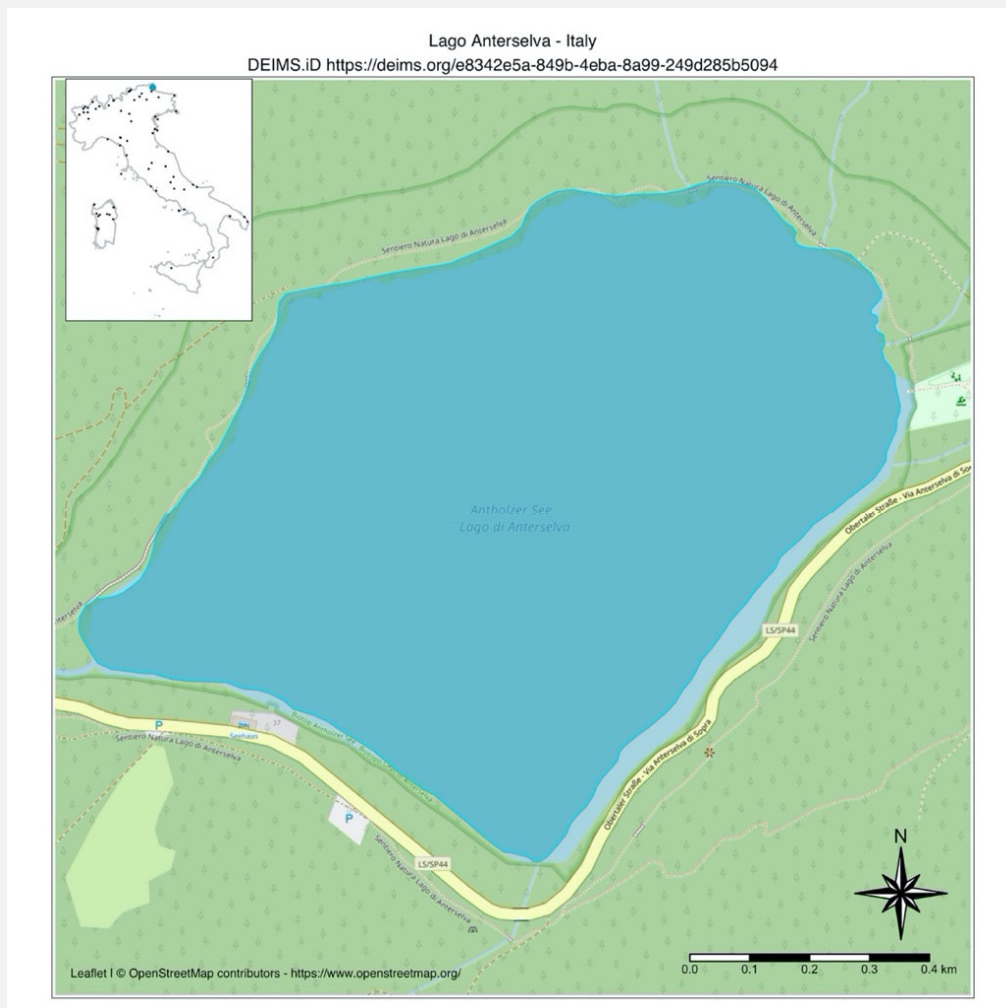 Lago Anterselva - Italy
DEIMS.iD https://deims.org/e8342e5a-849b-4eba-8a99-249d285b5094
Sentiero Natura Lago di Anterselva
Sentiero Natura Lago di Anterselva
Antholzer See
- Lago di Anterselva
Obertaler Straße - Via Anterselva di So
LS/SP44
Sentiero Natura Lago di Anterselva
P
37
Seehaus
Sentiero Natura Lago di Anterselva
Obertaler Straße - Via Anterselva di Sopra
P
LS/SP44
Sentiero Natura Lago di Anterselva
N
0.0 0.1 0.2 0.3 0.4 km
Leaflet | © OpenStreetMap contributors - https://www.openstreetmap.org/